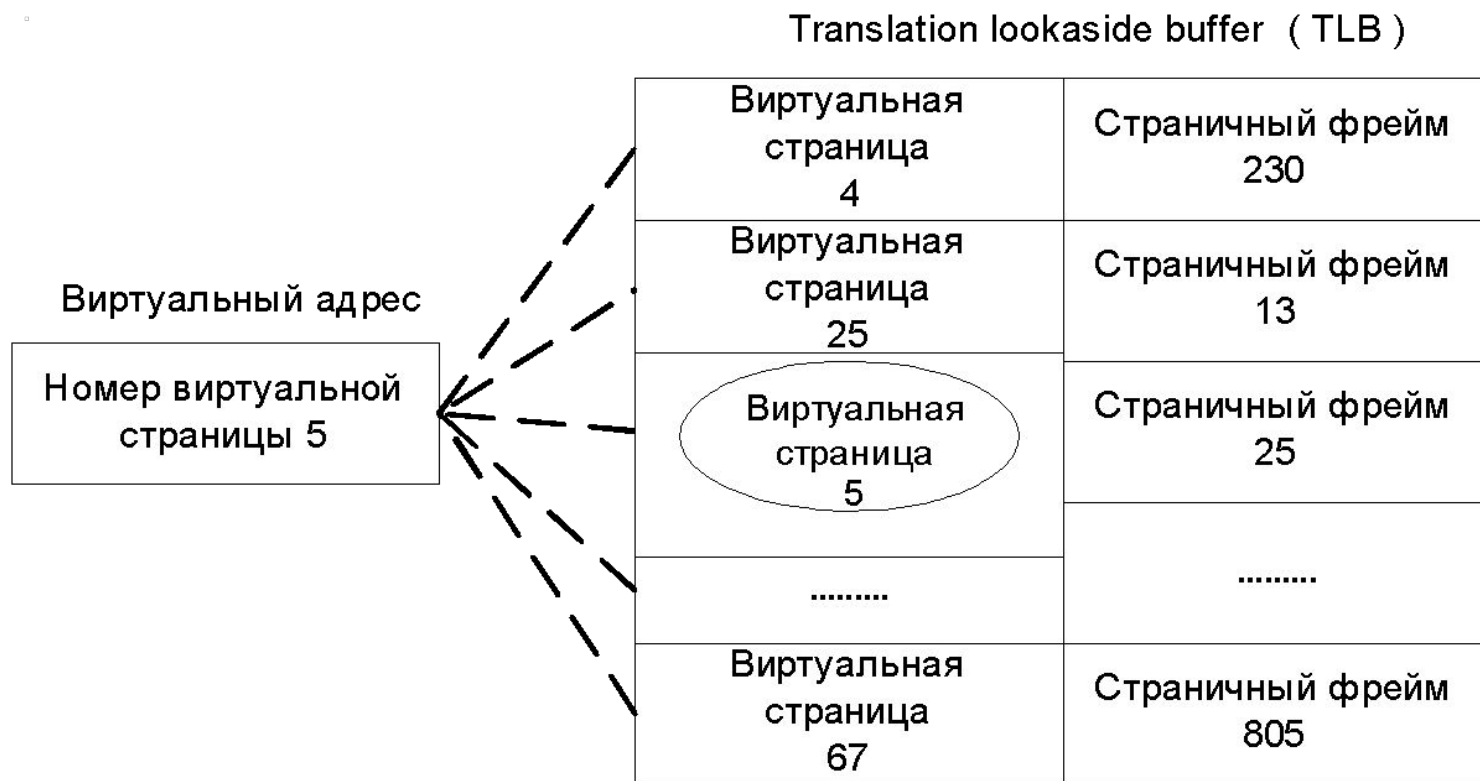 Translation lookaside buffer ( TLB )
Виртуальная
страница
4
Страничный фрейм
230
Виртуальная
страница
25
Страничный фрейм
13
Виртуальный адрес
Номер виртуальной
страницы 5
Виртуальная
страница
5
Страничный фрейм
25
.........
.........
Виртуальная
страница
67
Страничный фрейм
805